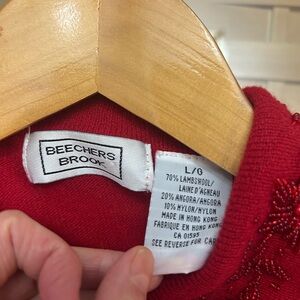 BEECHERS
BROOK
L/G
70% LAMBSWOOL/
LAINE D'AGNEAU
20% ANGORA/ANGORA
10% NYLON/NYLON
MADE IN HONG KONG
FABRIQUE EN HONG KONG
CA 01595
SEE REVERSE FOR CARE